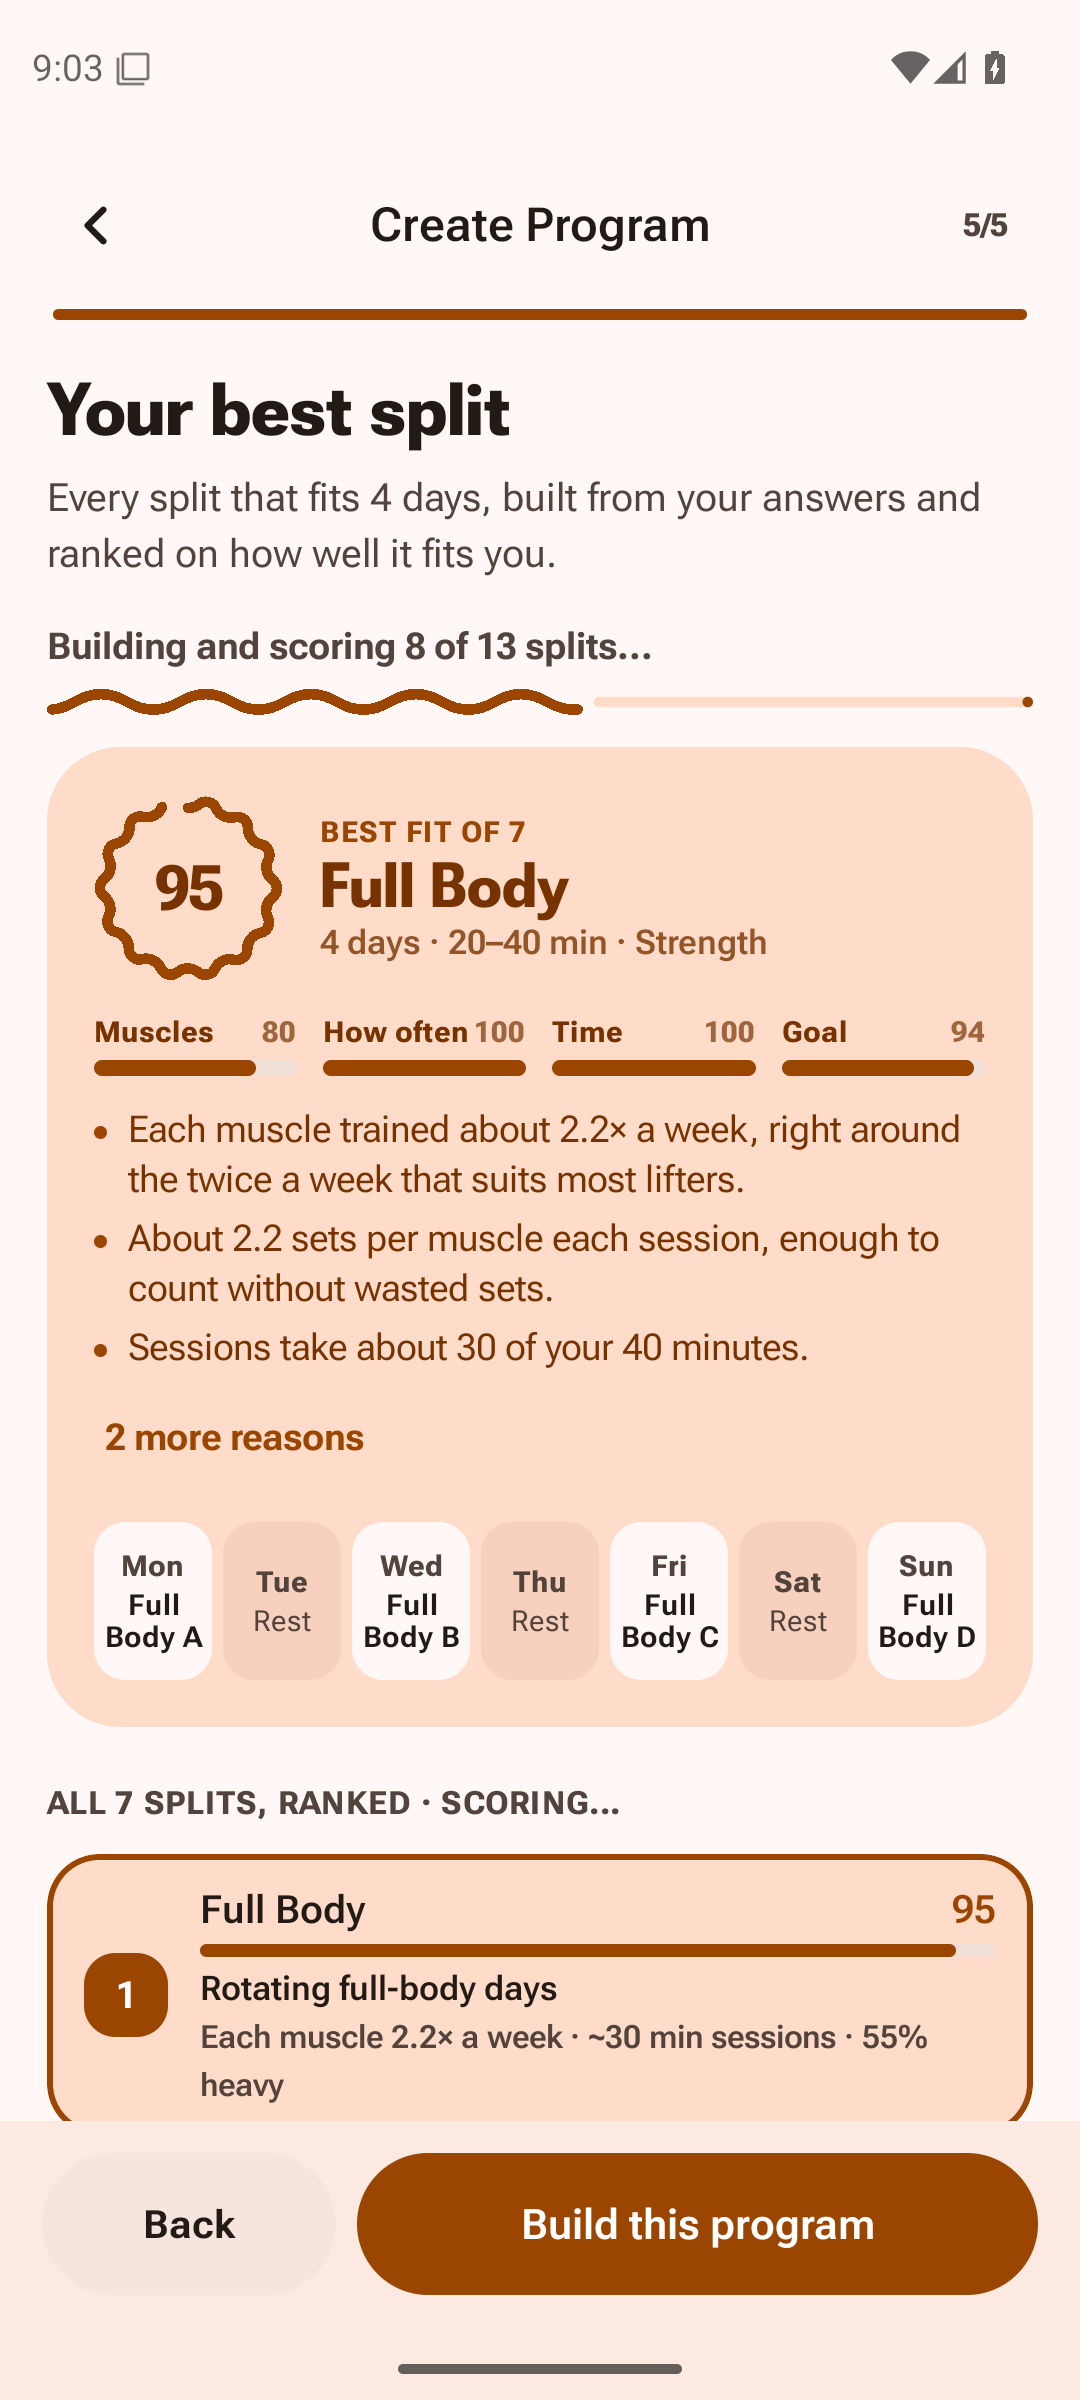 9:03
Create Program
5/5
Your best split
Every split that fits 4 days, built from your answers and
ranked on how well it fits you.
Building and scoring 8 of 13 splits...
95
BEST FIT OF 7
Full Body
4 days · 20–40 min · Strength
Muscles 80
How often 100
Time 100
Goal 94
• Each muscle trained about 2.2× a week, right around
the twice a week that suits most lifters.
• About 2.2 sets per muscle each session, enough to
count without wasted sets.
• Sessions take about 30 of your 40 minutes.
2 more reasons
Mon
Full
Body A
Tue
Rest
Wed
Full
Body B
Thu
Rest
Fri
Full
Body C
Sat
Rest
Sun
Full
Body D
ALL 7 SPLITS, RANKED · SCORING...
1
Full Body 95
Rotating full-body days
Each muscle 2.2× a week · ~30 min sessions · 55%
heavy
Back
Build this program